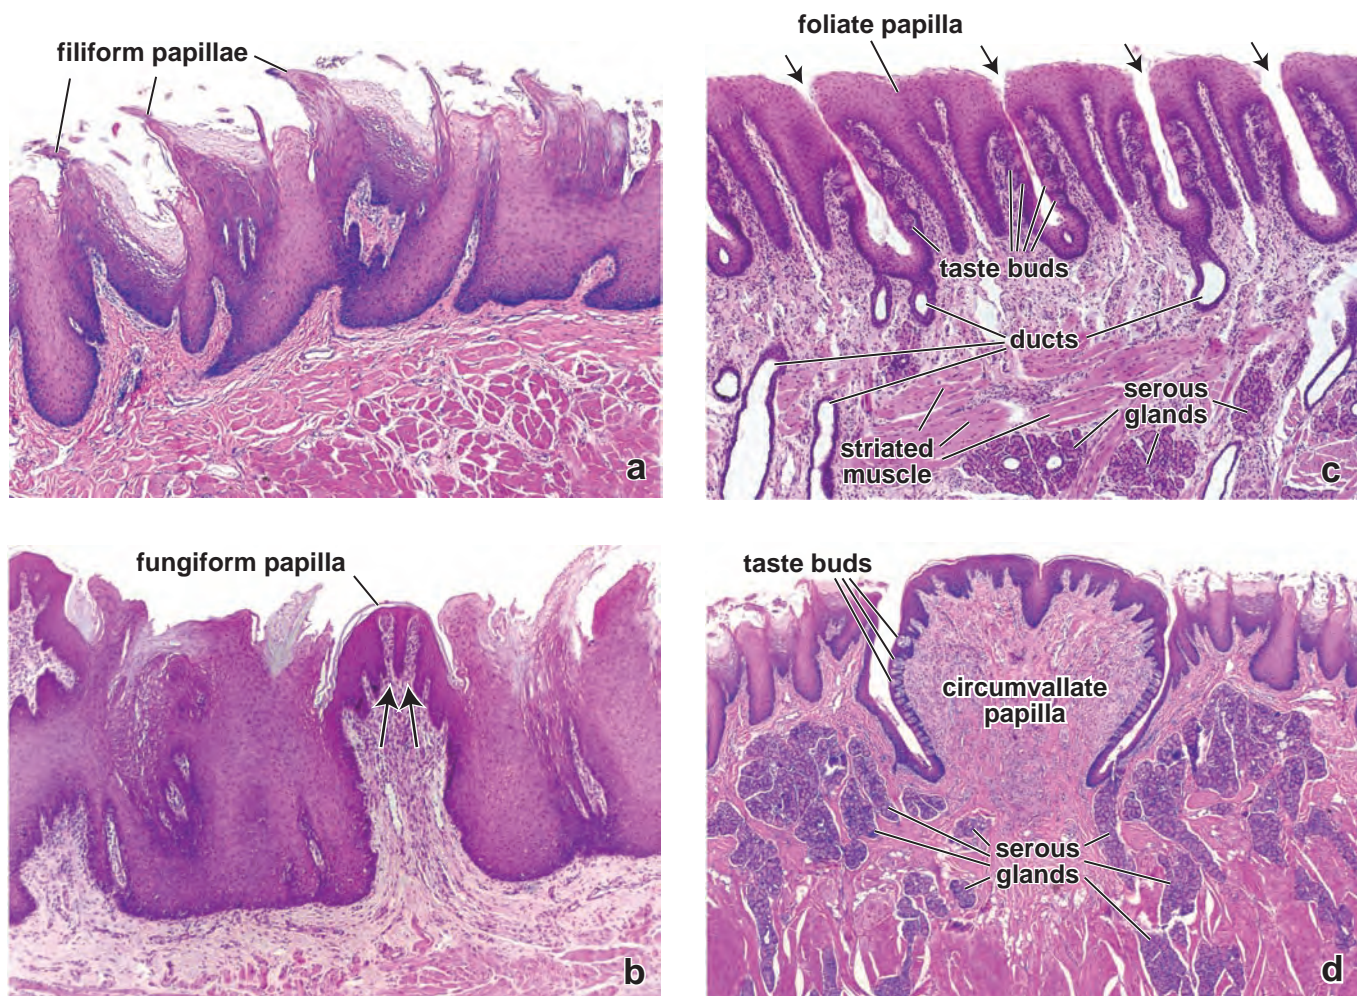 filiform papillae
a
foliate papilla
taste buds
ducts
serous
glands
striated
muscle
c
fungiform papilla
b
taste buds
circumvallate
papilla
serous
glands
d